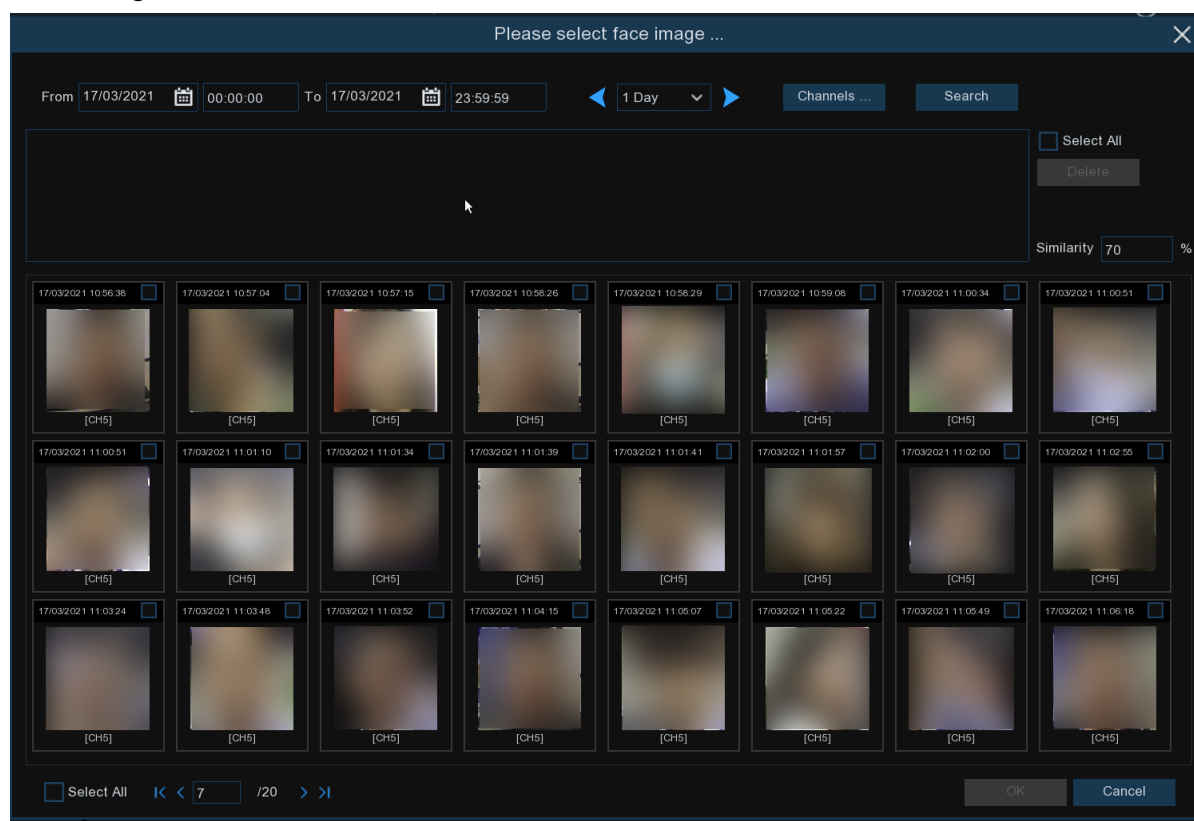 Please select face image ...
From 17/03/2021 00:00:00 To 17/03/2021 23:59:59 1 Day Channels ... Search
Select All
Delete
Similarity 70 %
17/03/2021 10:56:38 17/03/2021 10:57:04 17/03/2021 10:57:15 17/03/2021 10:58:26 17/03/2021 10:58:29 17/03/2021 10:59:08 17/03/2021 11:00:34 17/03/2021 11:00:51
[CH5] [CH5] [CH5] [CH5] [CH5] [CH5] [CH5] [CH5]
17/03/2021 11:00:51 17/03/2021 11:01:10 17/03/2021 11:01:34 17/03/2021 11:01:39 17/03/2021 11:01:41 17/03/2021 11:01:57 17/03/2021 11:02:00 17/03/2021 11:02:55
[CH5] [CH5] [CH5] [CH5] [CH5] [CH5] [CH5] [CH5]
17/03/2021 11:03:24 17/03/2021 11:03:48 17/03/2021 11:03:52 17/03/2021 11:04:15 17/03/2021 11:05:07 17/03/2021 11:05:22 17/03/2021 11:05:49 17/03/2021 11:06:18
[CH5] [CH5] [CH5] [CH5] [CH5] [CH5] [CH5] [CH5]
Select All 7 /20 OK Cancel